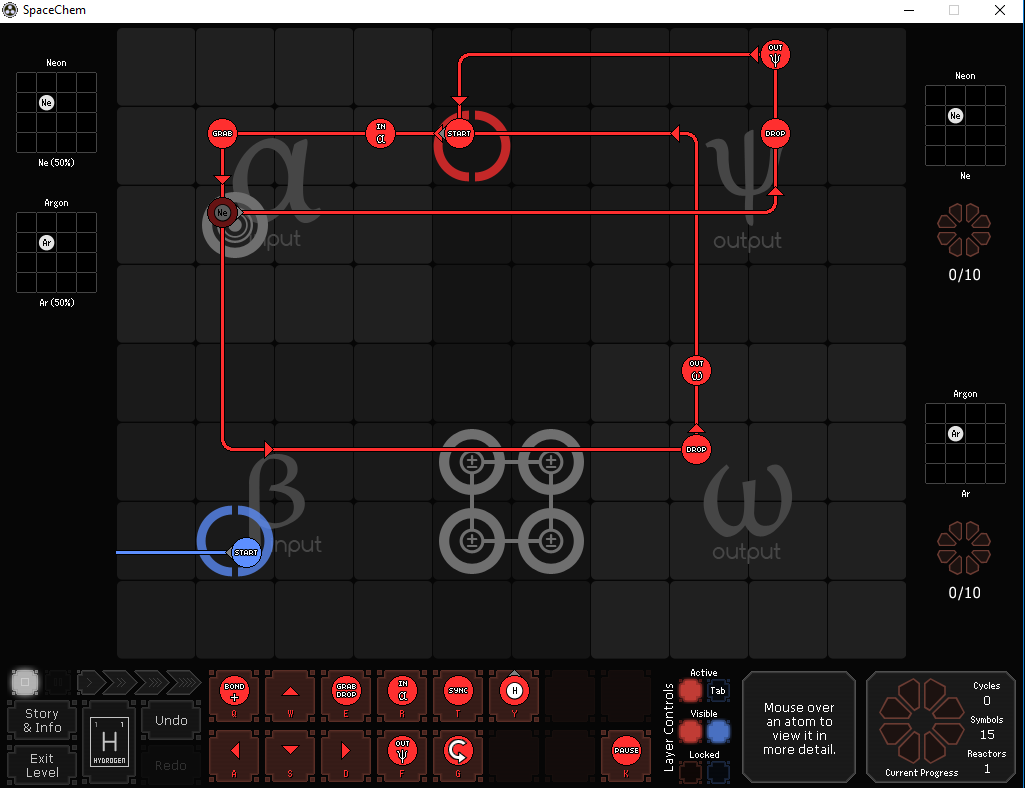 SpaceChem
Neon
Ne
Ne (50%)
Argon
Ar
Ar (50%)
OUT
ψ
GRAB
IN
α
START
DROP
α
input
ψ
output
Ne
OUT
ω
DROP
β
input
START
± ±
± ±
ω
output
Neon
Ne
Ne
0/10
Argon
Ar
Ar
0/10
Story
& Info
Undo
Exit
Level
Redo
1 1
H
HYDROGEN
BOND
+
Q
W
GRAB
DROP
E
IN
α
R
SYNC
T
H
Y
A
S
D
OUT
ψ
F
G
PAUSE
K
Layer Controls
Active
Tab
Visible
Locked
Mouse over
an atom to
view it in
more detail.
Cycles
0
Symbols
15
Reactors
1
Current Progress